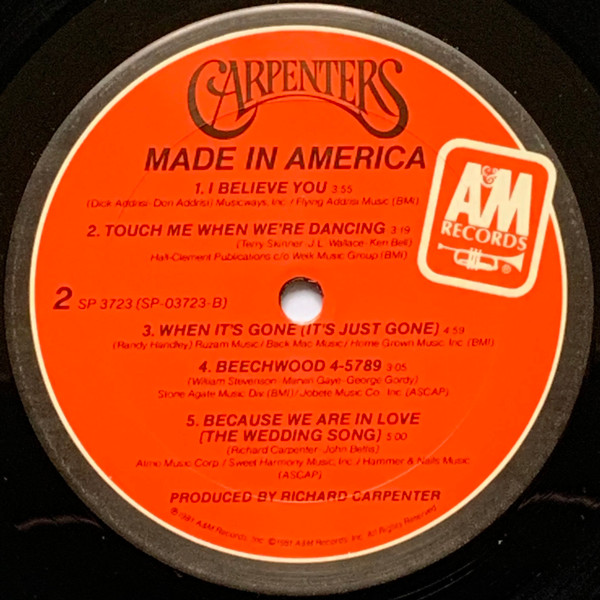 CARPENTERS
MADE IN AMERICA
1. I BELIEVE YOU 3:55
(Dick Addrisi-Don Addrisi) Musicways, Inc./Flying Addrisi Music (BMI)
2. TOUCH ME WHEN WE'RE DANCING 3:19
(Terry Skinner-J.L. Wallace-Ken Bell)
Hall-Clement Publications c/o Welk Music Group (BMI)
A&M
RECORDS
®
2 SP 3723 (SP-03723-B)
3. WHEN IT'S GONE (IT'S JUST GONE) 4:59
(Randy Handley) Ruzam Music/Back Mac Music/Home Grown Music Inc (BMI)
4. BEECHWOOD 4-5789 3:05
(William Stevenson-Marvin Gaye-George Gordy)
Stone Agate Music Div (BMI)/Jobete Music Co. Inc. (ASCAP)
5. BECAUSE WE ARE IN LOVE
(THE WEDDING SONG) 5:00
(Richard Carpenter-John Bettis)
Almo Music Corp./Sweet Harmony Music, Inc./Hammer & Nails Music
(ASCAP)
PRODUCED BY RICHARD CARPENTER
℗1981 A&M Records, Inc. ©1981 A&M Records, Inc. All Rights Reserved